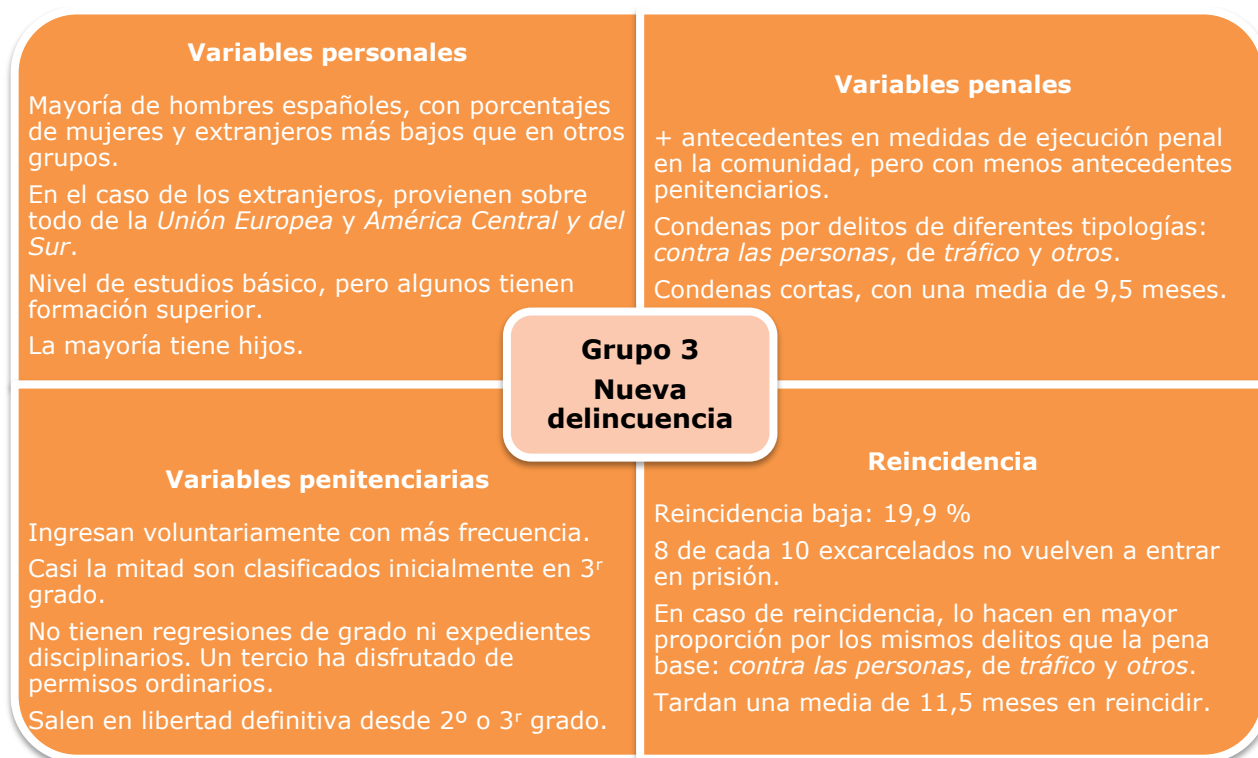 Variables personales
Mayoría de hombres españoles, con porcentajes
de mujeres y extranjeros más bajos que en otros
grupos.
En el caso de los extranjeros, provienen sobre
todo de la Unión Europea y América Central y del
Sur.
Nivel de estudios básico, pero algunos tienen
formación superior.
La mayoría tiene hijos.
Variables penales
+ antecedentes en medidas de ejecución penal
en la comunidad, pero con menos antecedentes
penitenciarios.
Condenas por delitos de diferentes tipologías:
contra las personas, de tráfico y otros.
Condenas cortas, con una media de 9,5 meses.
Grupo 3
Nueva
delincuencia
Variables penitenciarias
Ingresan voluntariamente con más frecuencia.
Casi la mitad son clasificados inicialmente en 3ʳ
grado.
No tienen regresiones de grado ni expedientes
disciplinarios. Un tercio ha disfrutado de
permisos ordinarios.
Salen en libertad definitiva desde 2º o 3ʳ grado.
Reincidencia
Reincidencia baja: 19,9 %
8 de cada 10 excarcelados no vuelven a entrar
en prisión.
En caso de reincidencia, lo hacen en mayor
proporción por los mismos delitos que la pena
base: contra las personas, de tráfico y otros.
Tardan una media de 11,5 meses en reincidir.